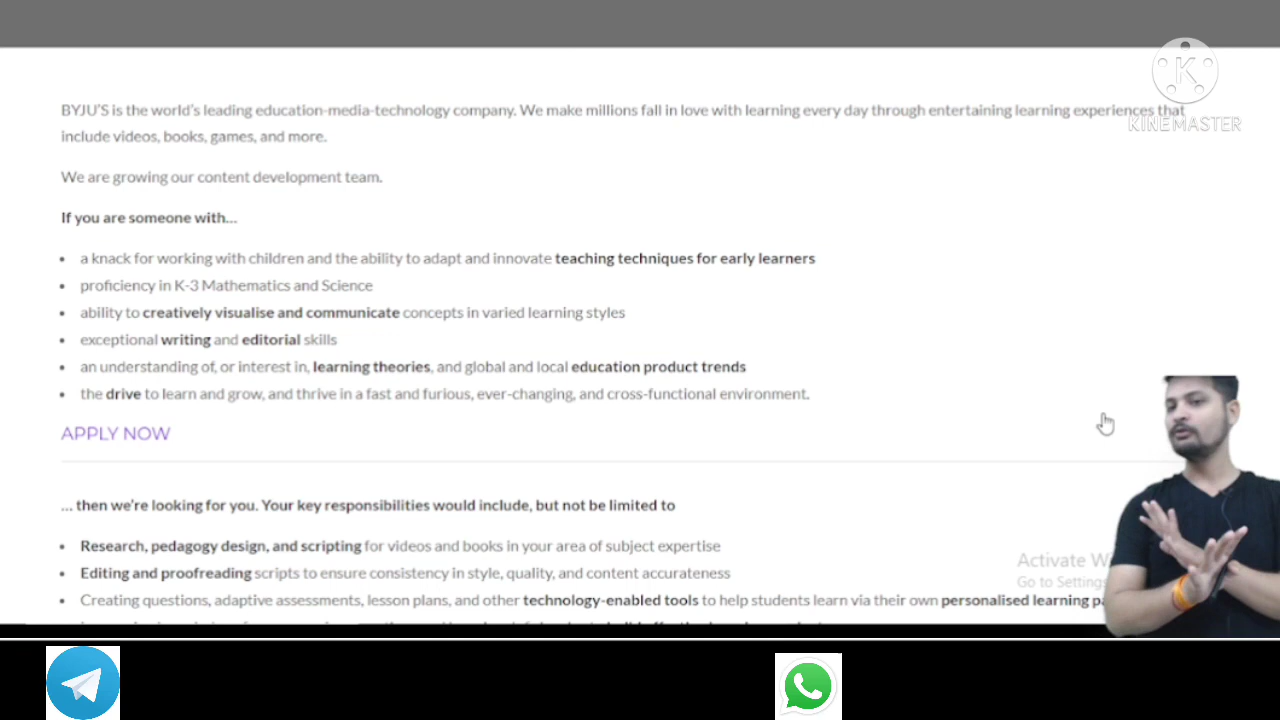 KINEMASTER
BYJU'S is the world's leading education-media-technology company. We make millions fall in love with learning every day through entertaining learning experiences that
include videos, books, games, and more.
We are growing our content development team.
If you are someone with...
• a knack for working with children and the ability to adapt and innovate teaching techniques for early learners
• proficiency in K-3 Mathematics and Science
• ability to creatively visualise and communicate concepts in varied learning styles
• exceptional writing and editorial skills
• an understanding of, or interest in, learning theories, and global and local education product trends
• the drive to learn and grow, and thrive in a fast and furious, ever-changing, and cross-functional environment.
APPLY NOW
... then we're looking for you. Your key responsibilities would include, but not be limited to
• Research, pedagogy design, and scripting for videos and books in your area of subject expertise
• Editing and proofreading scripts to ensure consistency in style, quality, and content accurateness
Activate W
Go to Settings
• Creating questions, adaptive assessments, lesson plans, and other technology-enabled tools to help students learn via their own personalised learning pa